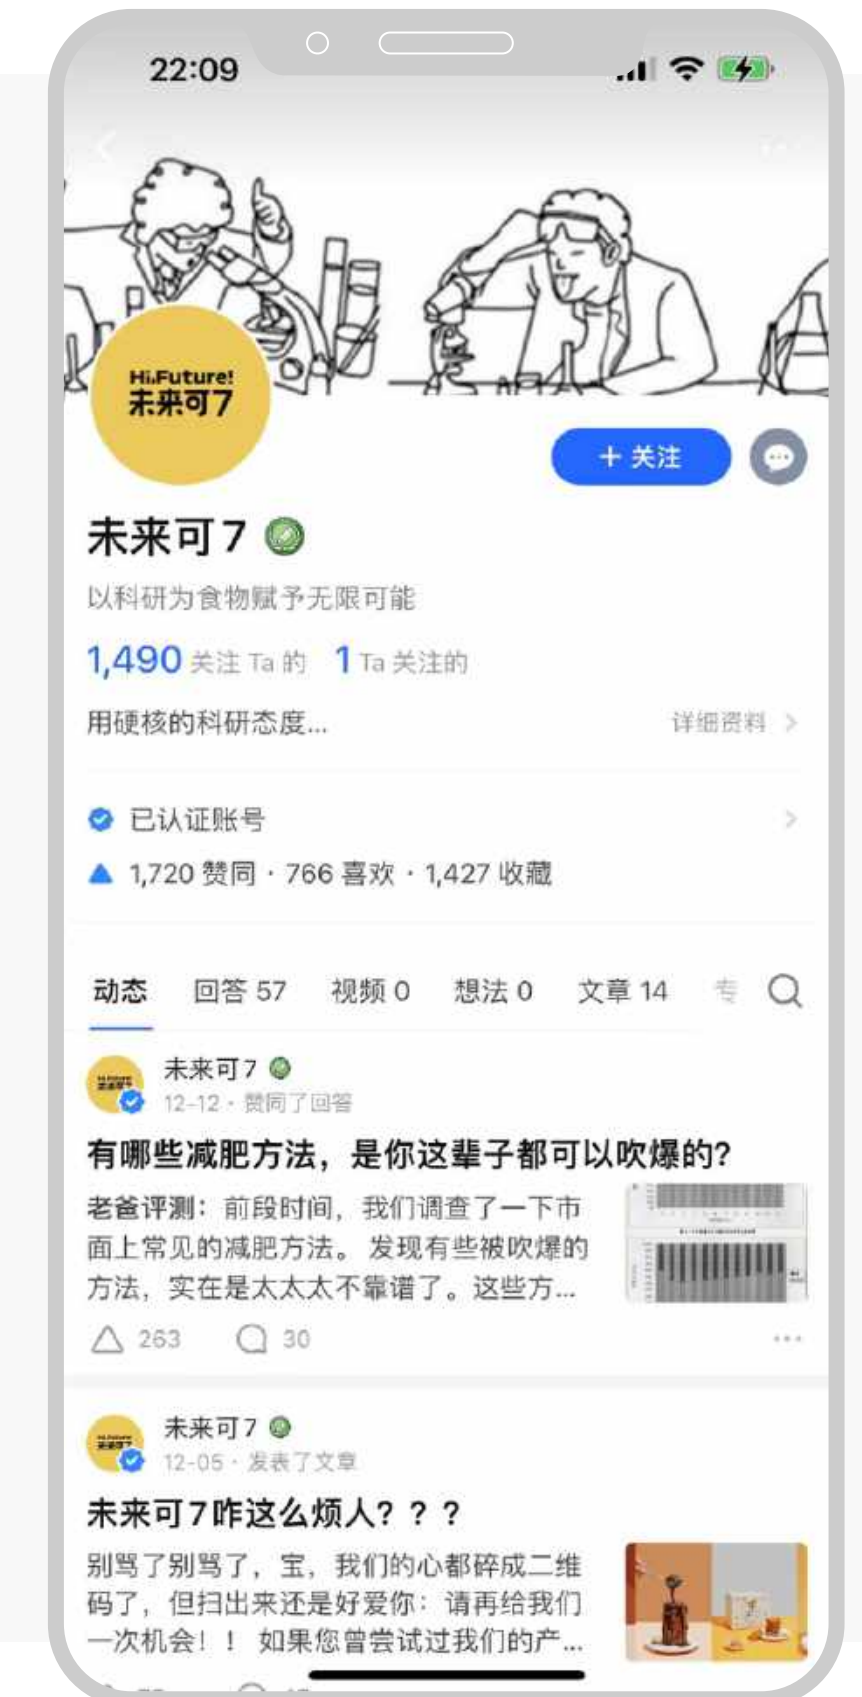 22:09
Hi.Future!
未来可7
+ 关注
未来可7
以科研为食物赋予无限可能
1,490 关注 Ta 的 1 Ta 关注的
用硬核的科研态度...
详细资料 >
已认证账号
1,720 赞同 · 766 喜欢 · 1,427 收藏
动态 回答 57 视频 0 想法 0 文章 14 专
未来可7
12-12 · 赞同了回答
有哪些减肥方法，是你这辈子都可以吹爆的?
老爸评测：前段时间，我们调查了一下市
面上常见的减肥方法。 发现有些被吹爆的
方法，实在是太太太不靠谱了。这些方...
263 30
未来可7
12-05 · 发表了文章
未来可7咋这么烦人？？？
别骂了别骂了，宝，我们的心都碎成二维
码了，但扫出来还是好爱你：请再给我们
一次机会！！ 如果您曾尝试过我们的产...